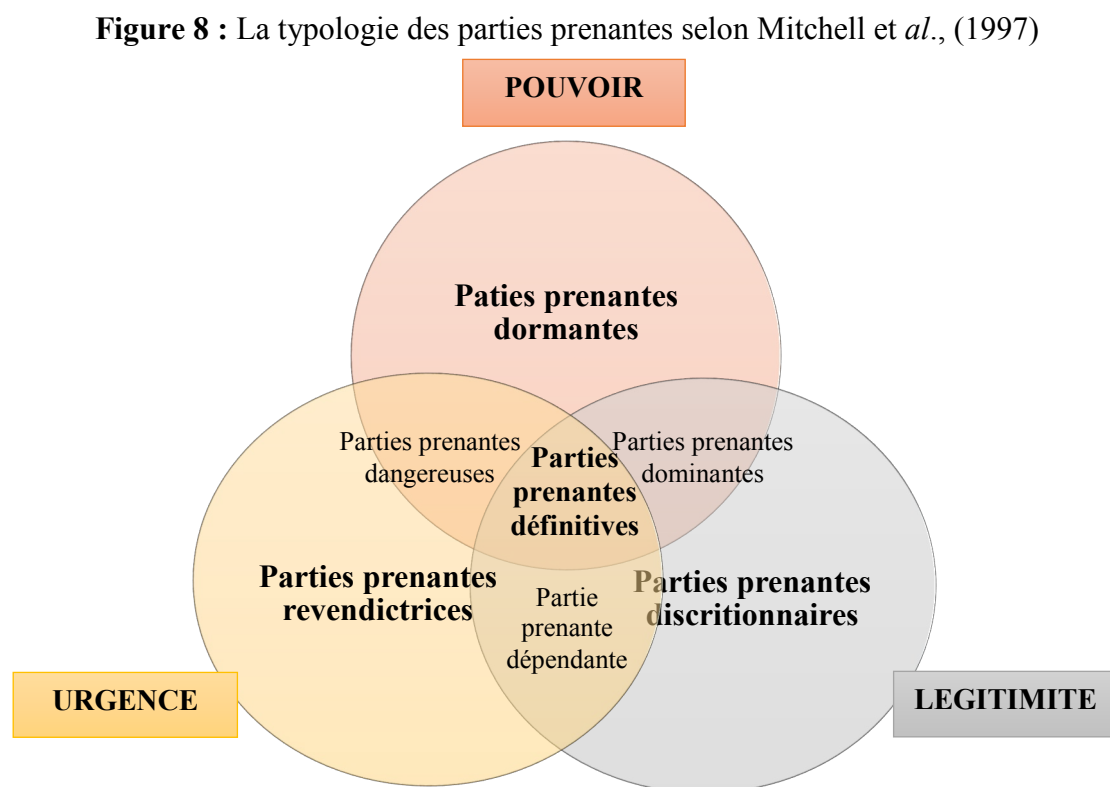 Figure 8 : La typologie des parties prenantes selon Mitchell et al., (1997)
POUVOIR
Paties prenantes
dormantes
Parties prenantes
dangereuses
Parties
prenantes
définitives
Parties prenantes
dominantes
Parties prenantes
revendictrices
Partie
prenante
dépendante
Parties prenantes
discritionnaires
URGENCE
LEGITIMITE